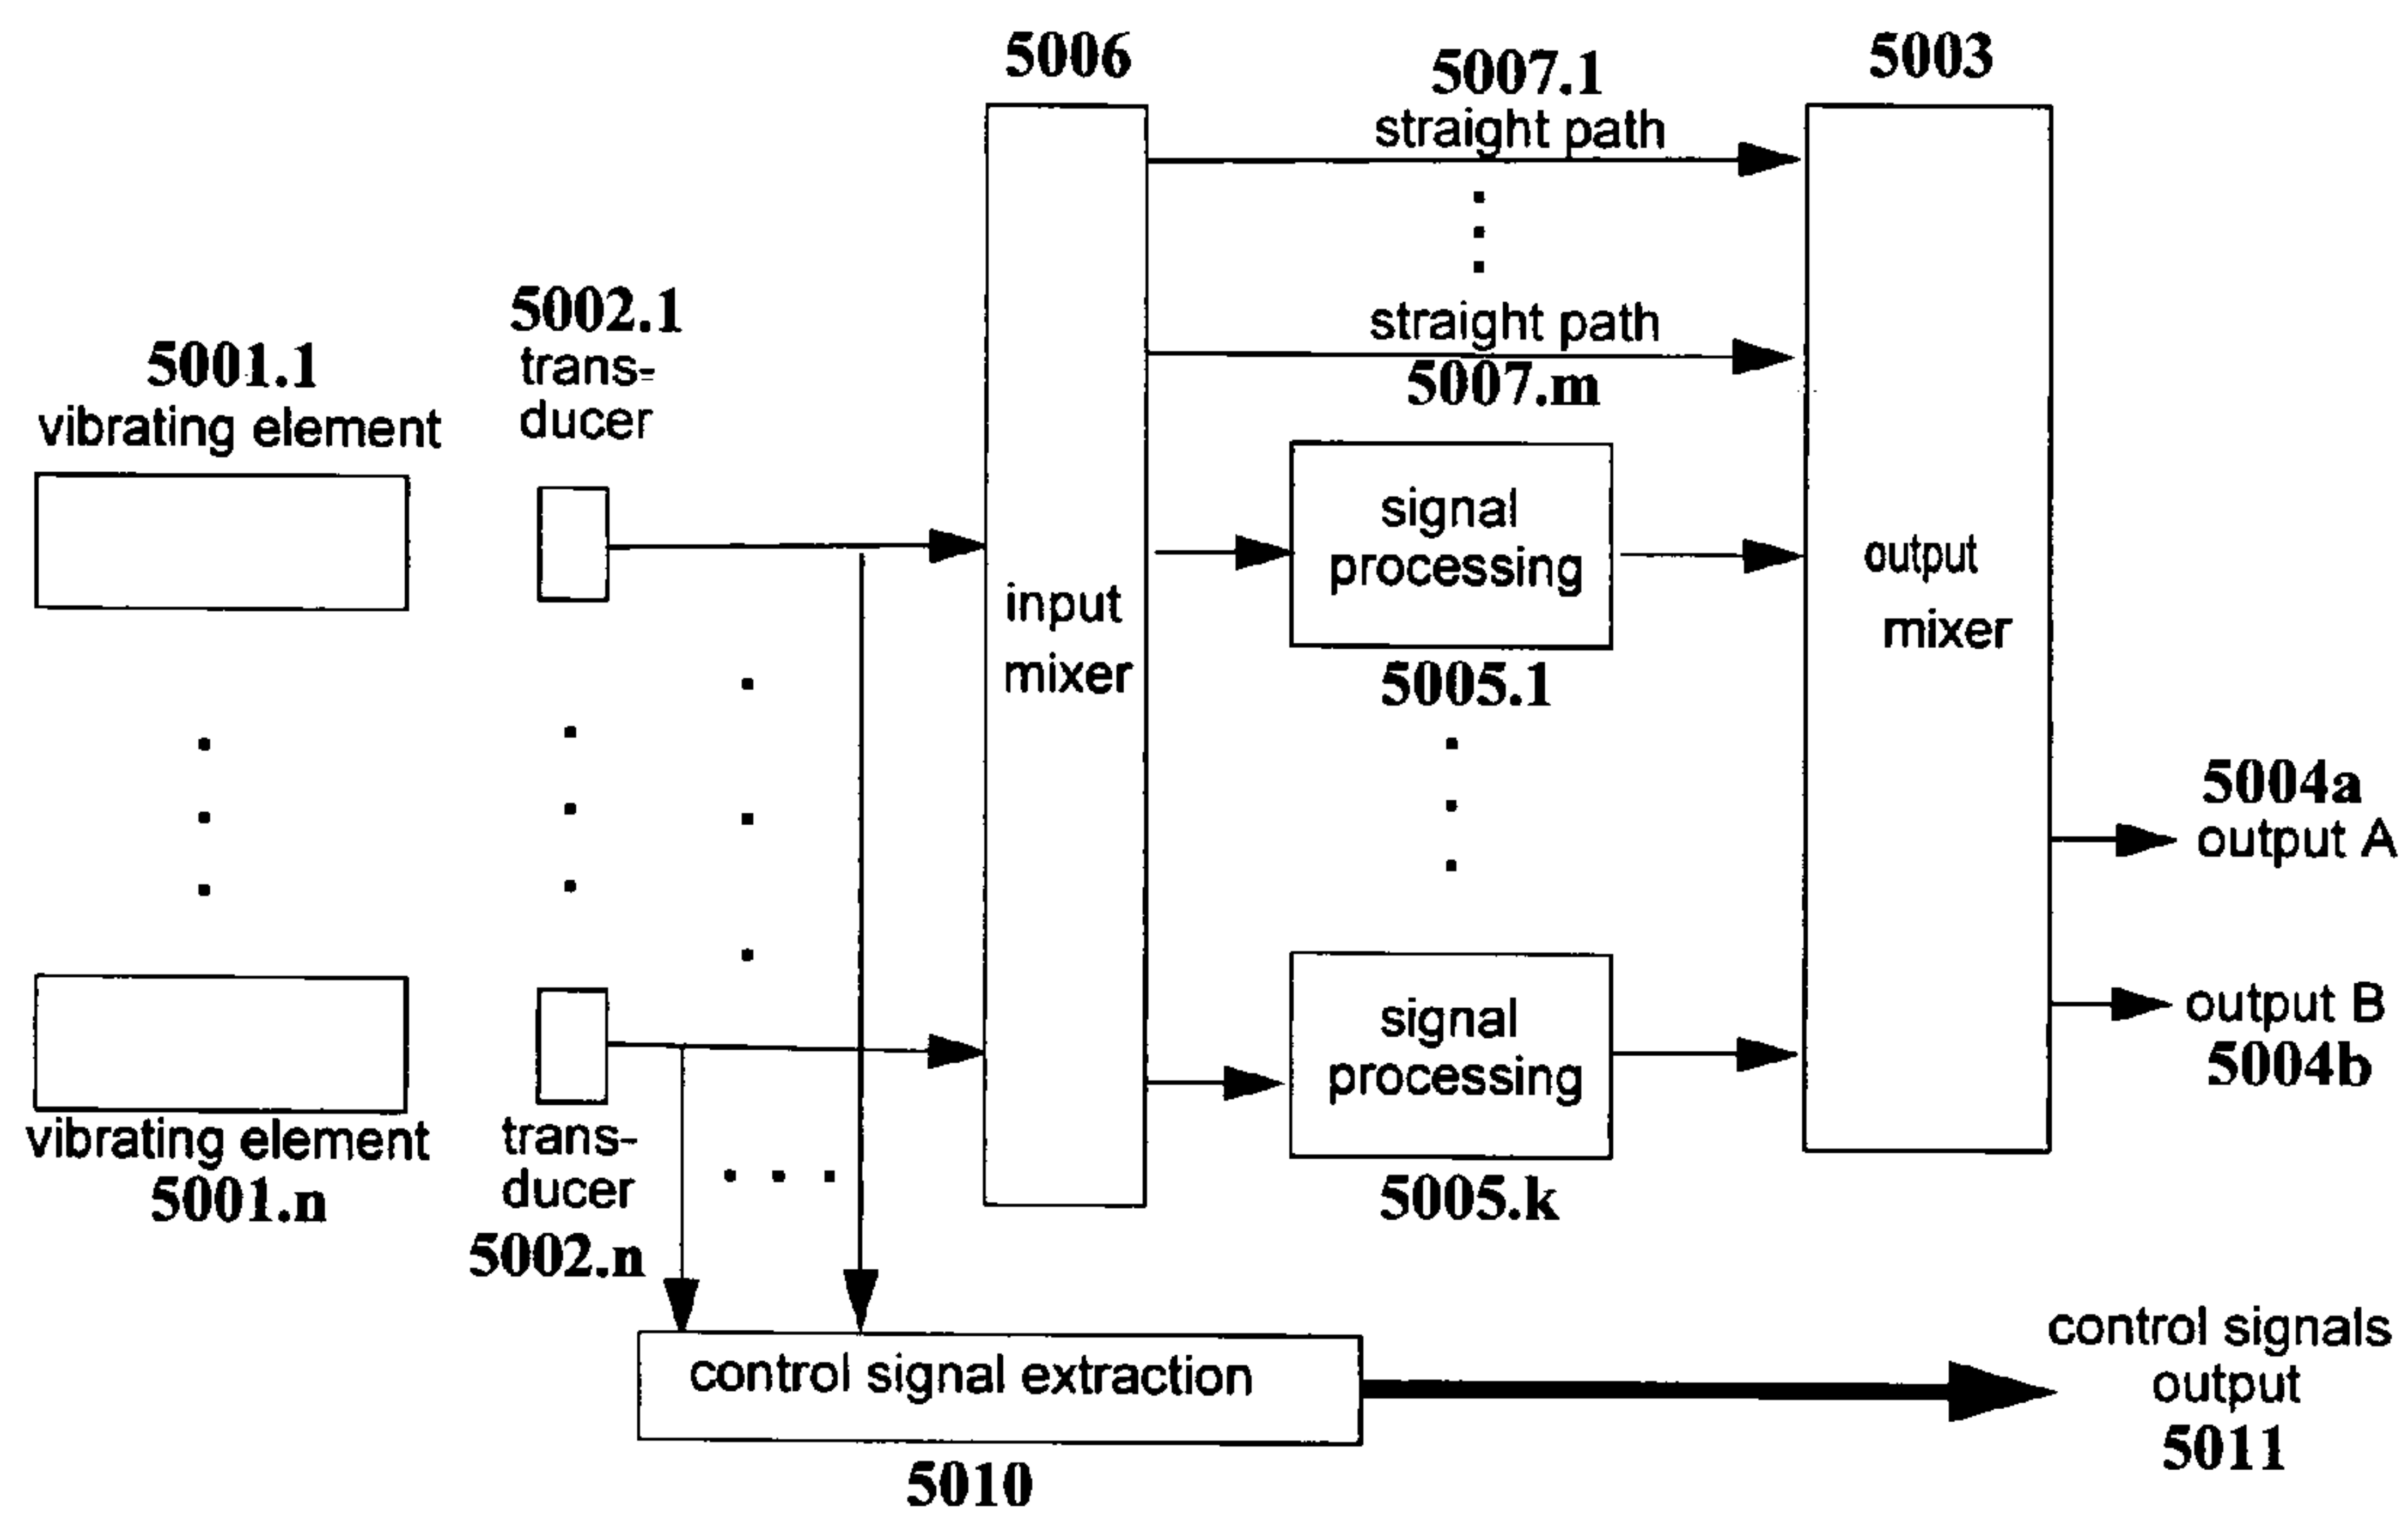 5006
5007.1
straight path
5003
straight path
5007.m
5002.1
trans-
ducer
5001.1
vibrating element
signal
processing
5005.1
input
mixer
output
mixer
5004a
output A
output B
5004b
signal
processing
5005.k
vibrating element
5001.n
trans-
ducer
5002.n
control signal extraction
5010
control signals
output
5011